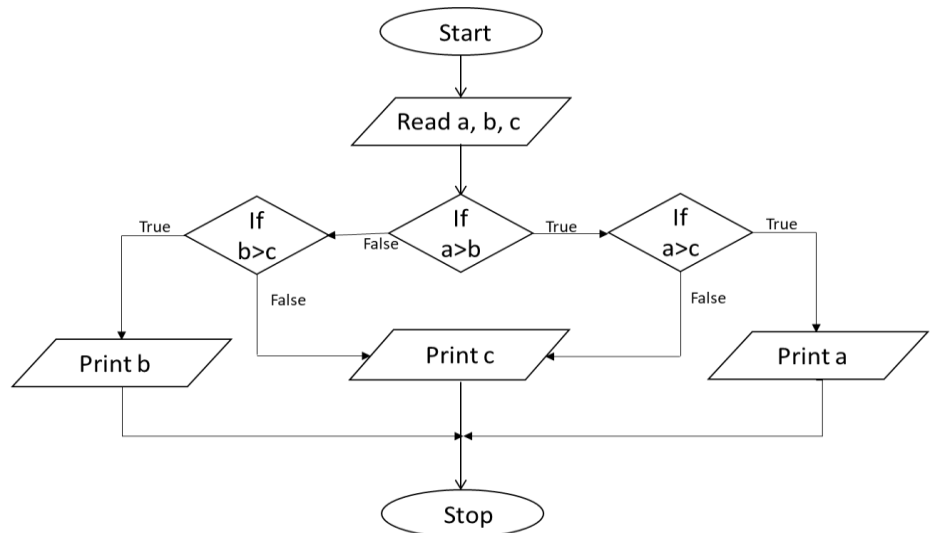 Start
Read a, b, c
If
b>c
If
a>b
If
a>c
True
False
True
True
False
False
Print b
Print c
Print a
Stop